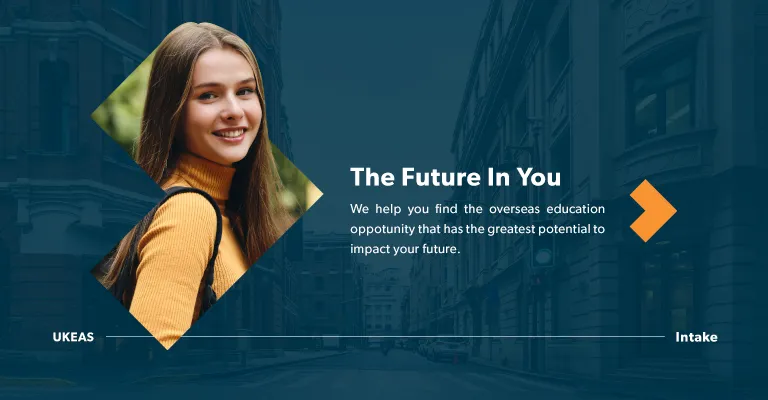 The Future In You
We help you find the overseas education
oppotunity that has the greatest potential to
impact your future.
UKEAS
Intake